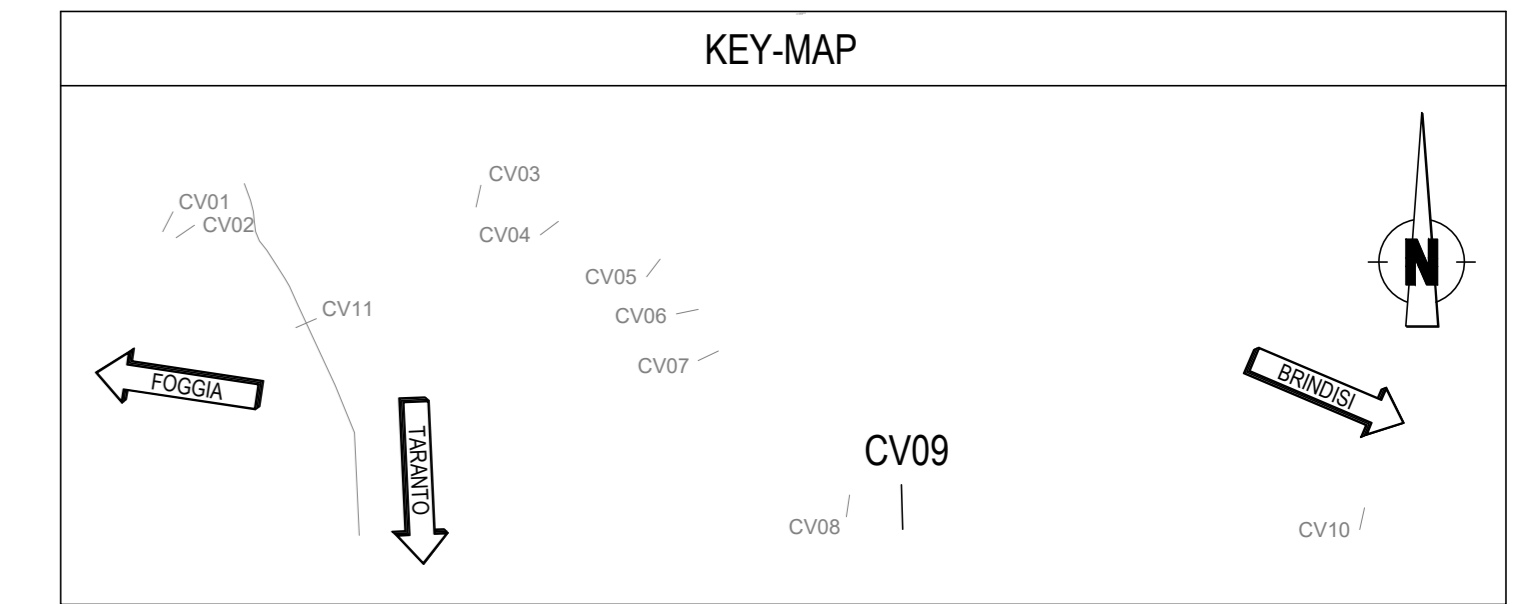 KEY-MAP
CV03
CV01
CV02
CV04
CV05
CV06
CV11
CV07
N
FOGGIA
BRINDISI
TARANTO
CV09
CV08
CV10